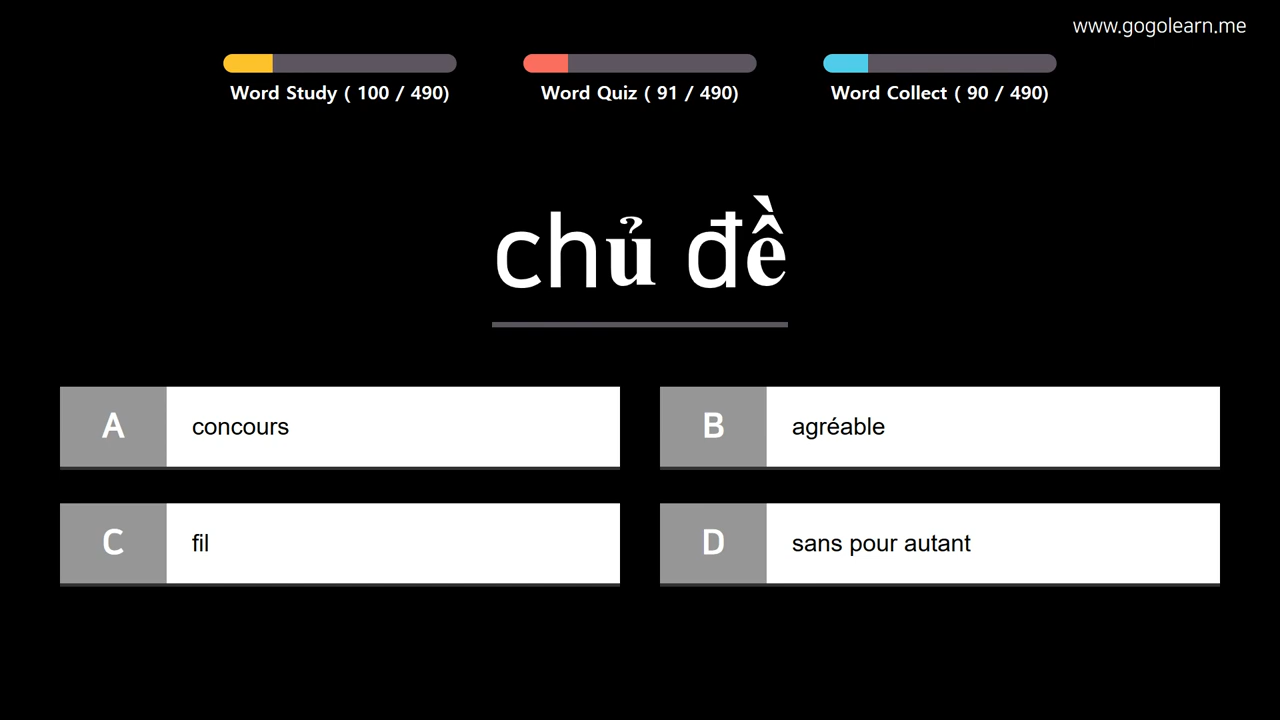 www.gogolearn.me
Word Study ( 100 / 490)
Word Quiz ( 91 / 490)
Word Collect ( 90 / 490)
chủ đề
A concours
B agréable
C fil
D sans pour autant